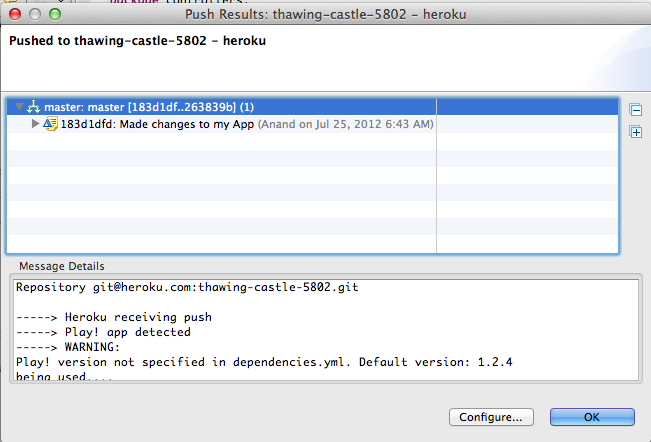 package controllers;
Push Results: thawing-castle-5802 - heroku
Pushed to thawing-castle-5802 - heroku
master: master [183d1df..263839b] (1)
183d1dfd: Made changes to my App (Anand on Jul 25, 2012 6:43 AM)
Message Details
Repository git@heroku.com:thawing-castle-5802.git
-----> Heroku receiving push
-----> Play! app detected
-----> WARNING:
Play! version not specified in dependencies.yml. Default version: 1.2.4
being used....
Configure... OK